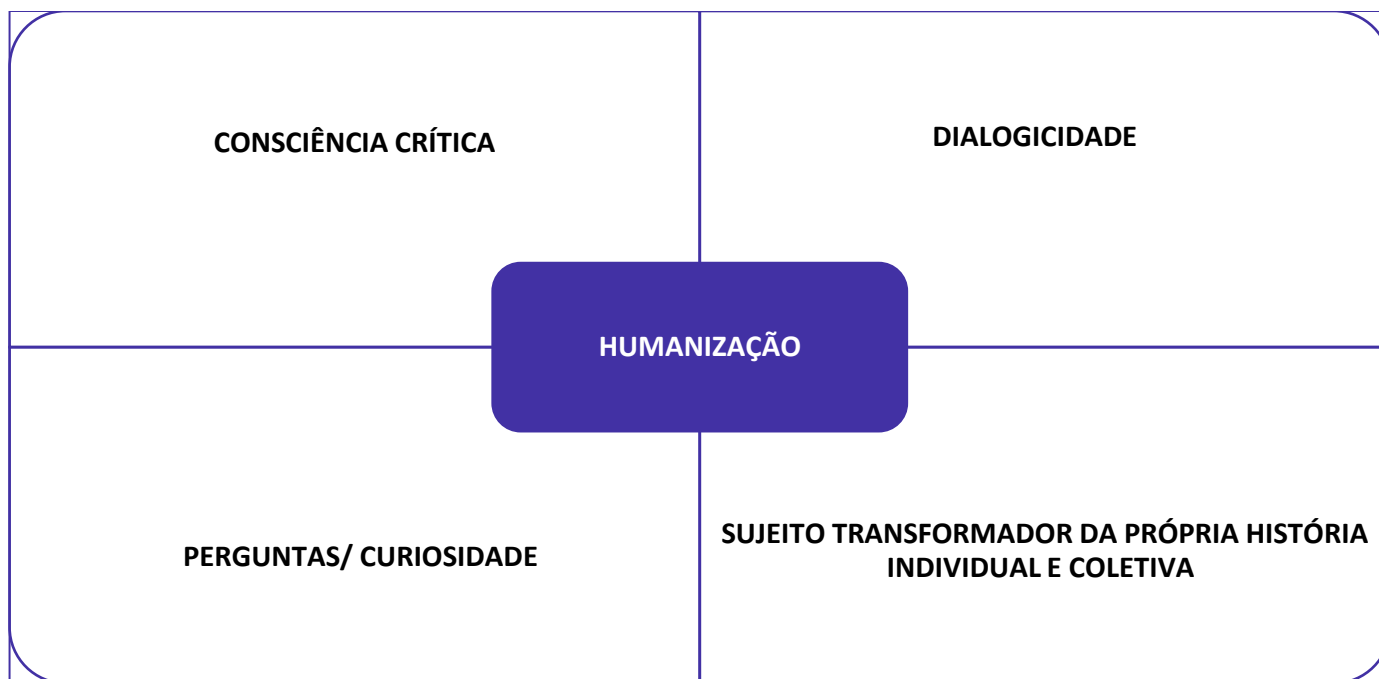 CONSCIÊNCIA CRÍTICA
DIALOGICIDADE
HUMANIZAÇÃO
PERGUNTAS/ CURIOSIDADE
SUJEITO TRANSFORMADOR DA PRÓPRIA HISTÓRIA
INDIVIDUAL E COLETIVA